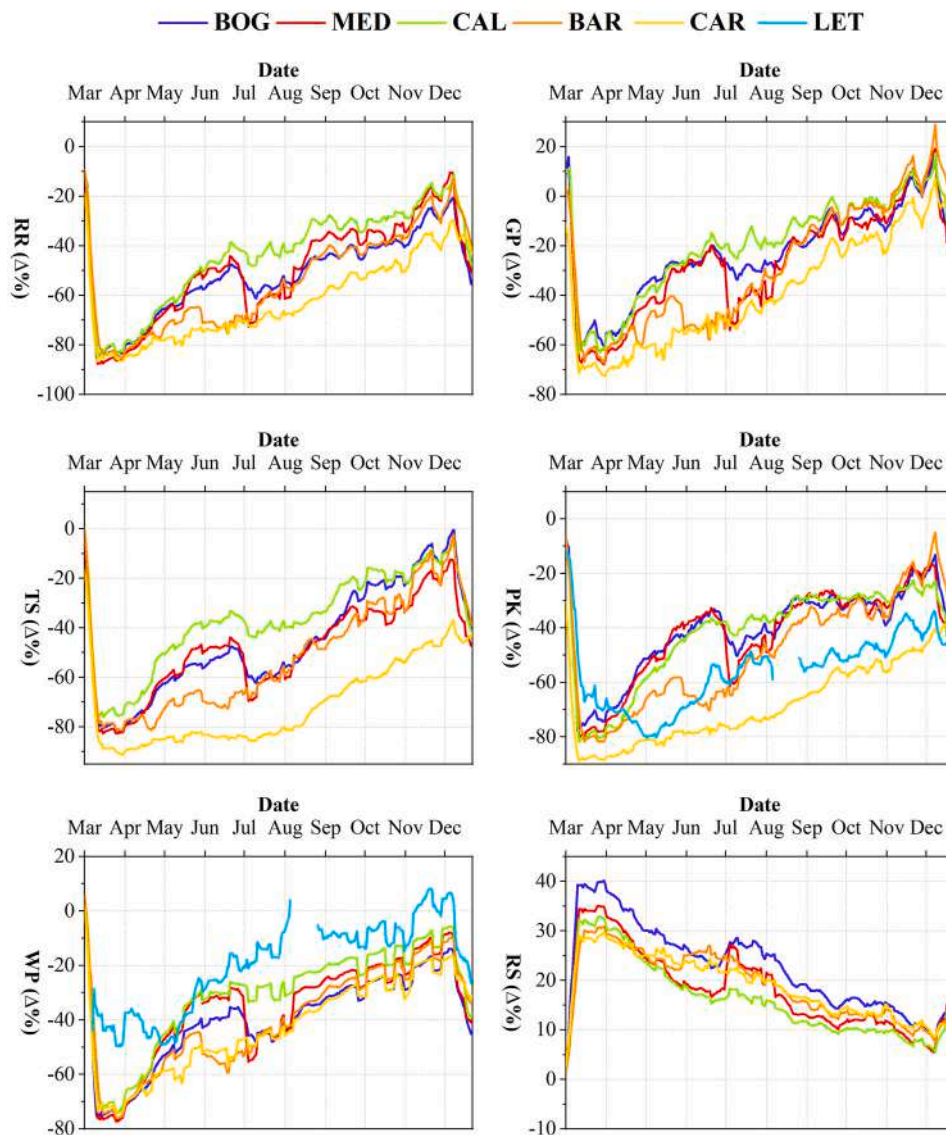 BOG MED CAL BAR CAR LET
Date Date
Mar Apr May Jun Jul Aug Sep Oct Nov Dec Mar Apr May Jun Jul Aug Sep Oct Nov Dec
RR (Δ%)
0
-20
-40
-60
-80
-100
GP (Δ%)
20
0
-20
-40
-60
-80
Date Date
Mar Apr May Jun Jul Aug Sep Oct Nov Dec Mar Apr May Jun Jul Aug Sep Oct Nov Dec
TS (Δ%)
0
-20
-40
-60
-80
PK (Δ%)
0
-20
-40
-60
-80
Date Date
Mar Apr May Jun Jul Aug Sep Oct Nov Dec Mar Apr May Jun Jul Aug Sep Oct Nov Dec
WP (Δ%)
20
0
-20
-40
-60
-80
RS (Δ%)
40
30
20
10
0
-10